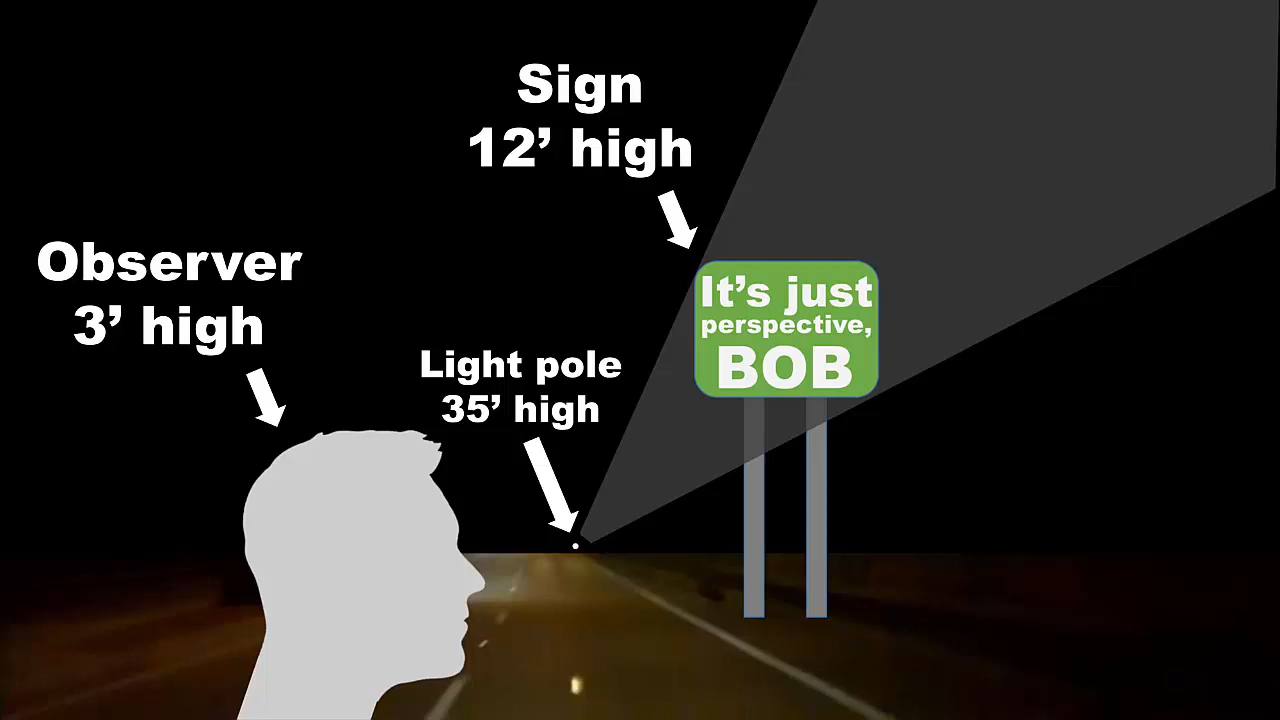 Sign
12’ high
Observer
3’ high
Light pole
35’ high
It’s just
perspective,
BOB